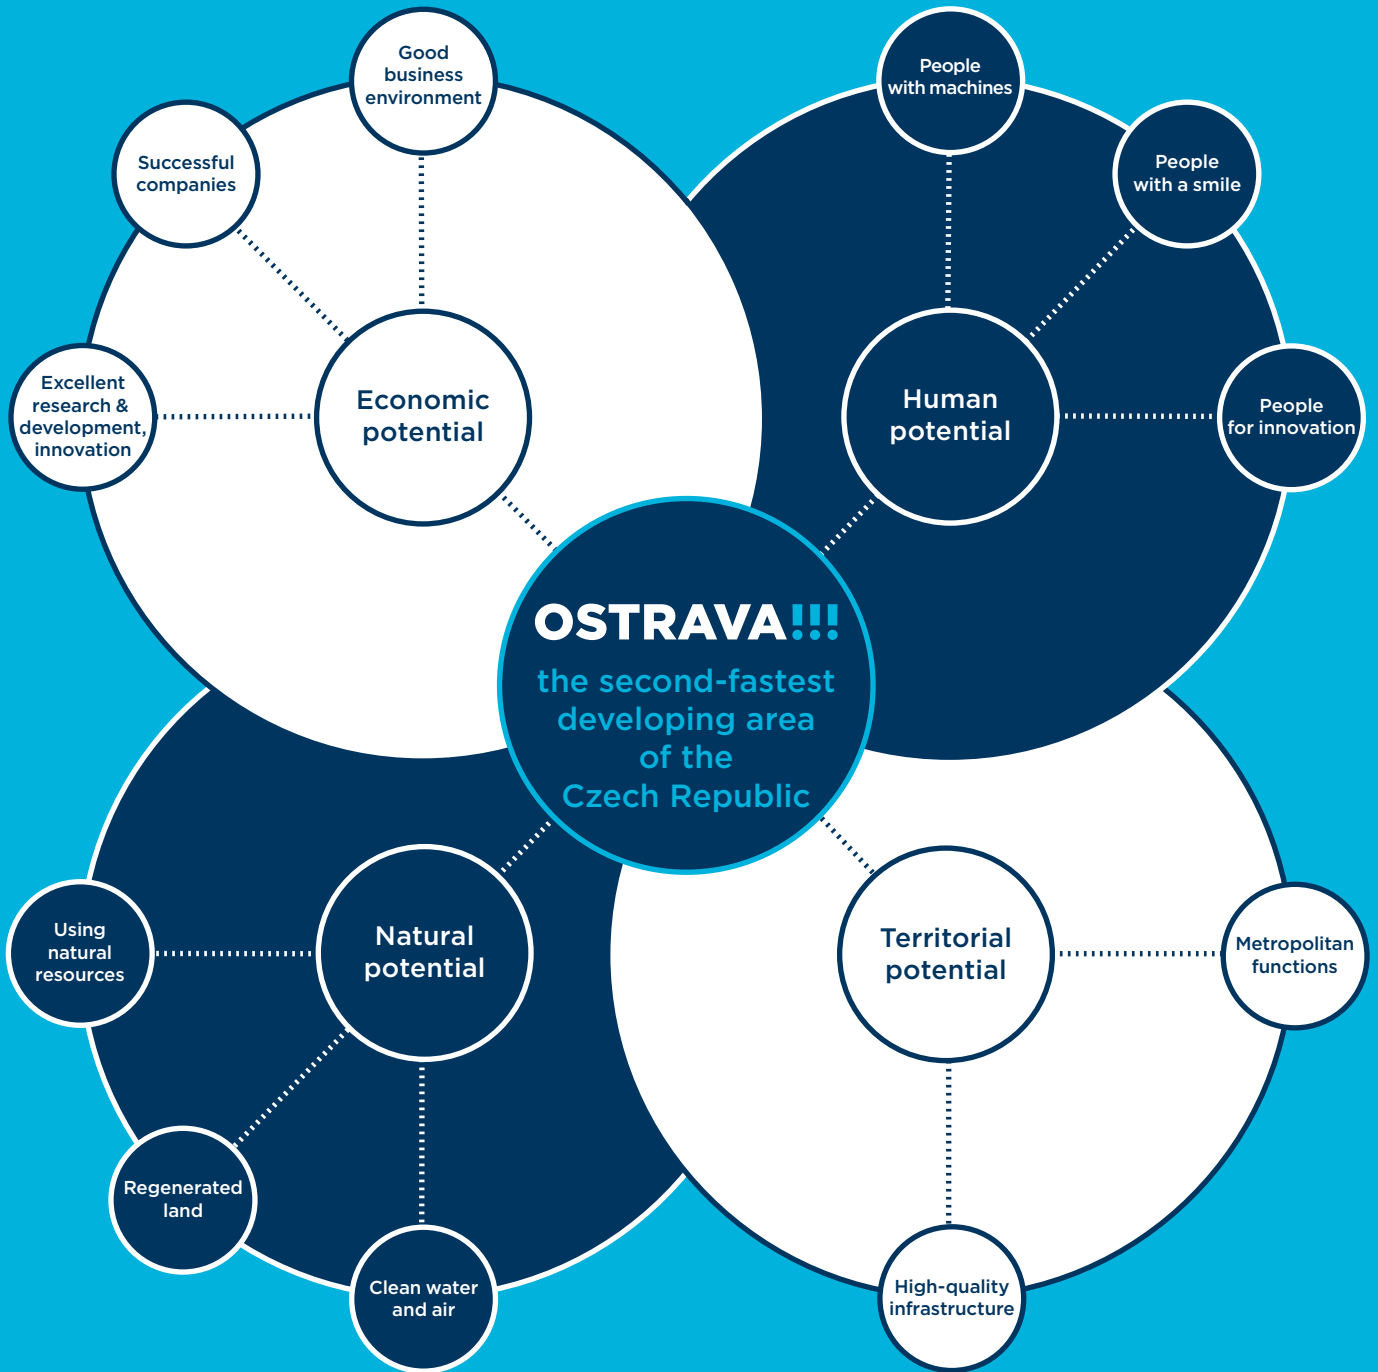 Good
business
environment
Successful
companies
Excellent
research &
development,
innovation
Economic
potential
People
with machines
People
with a smile
People
for innovation
Human
potential
OSTRAVA!!!
the second-fastest
developing area
of the
Czech Republic
Natural
potential
Using
natural
resources
Regenerated
land
Clean water
and air
Territorial
potential
Metropolitan
functions
High-quality
infrastructure